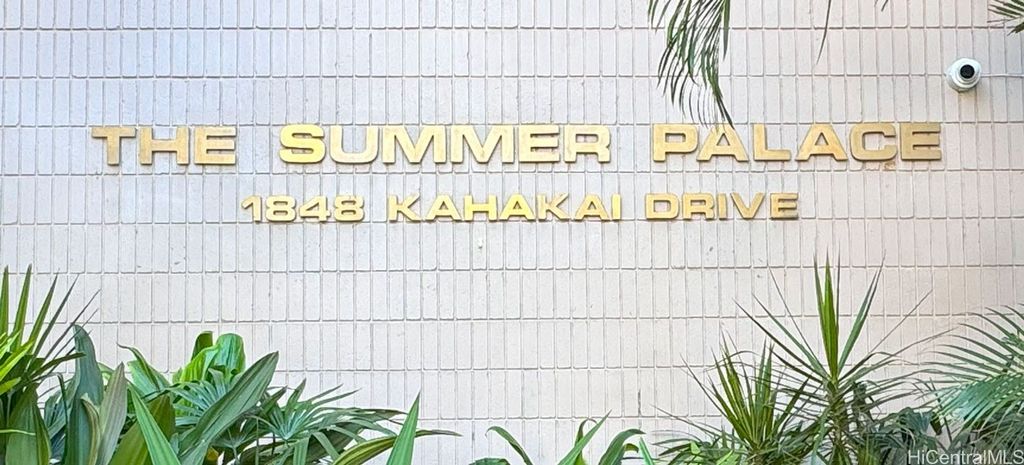 THE SUMMER PALACE
1848 KAHAKAI DRIVE
HiCentralMLS